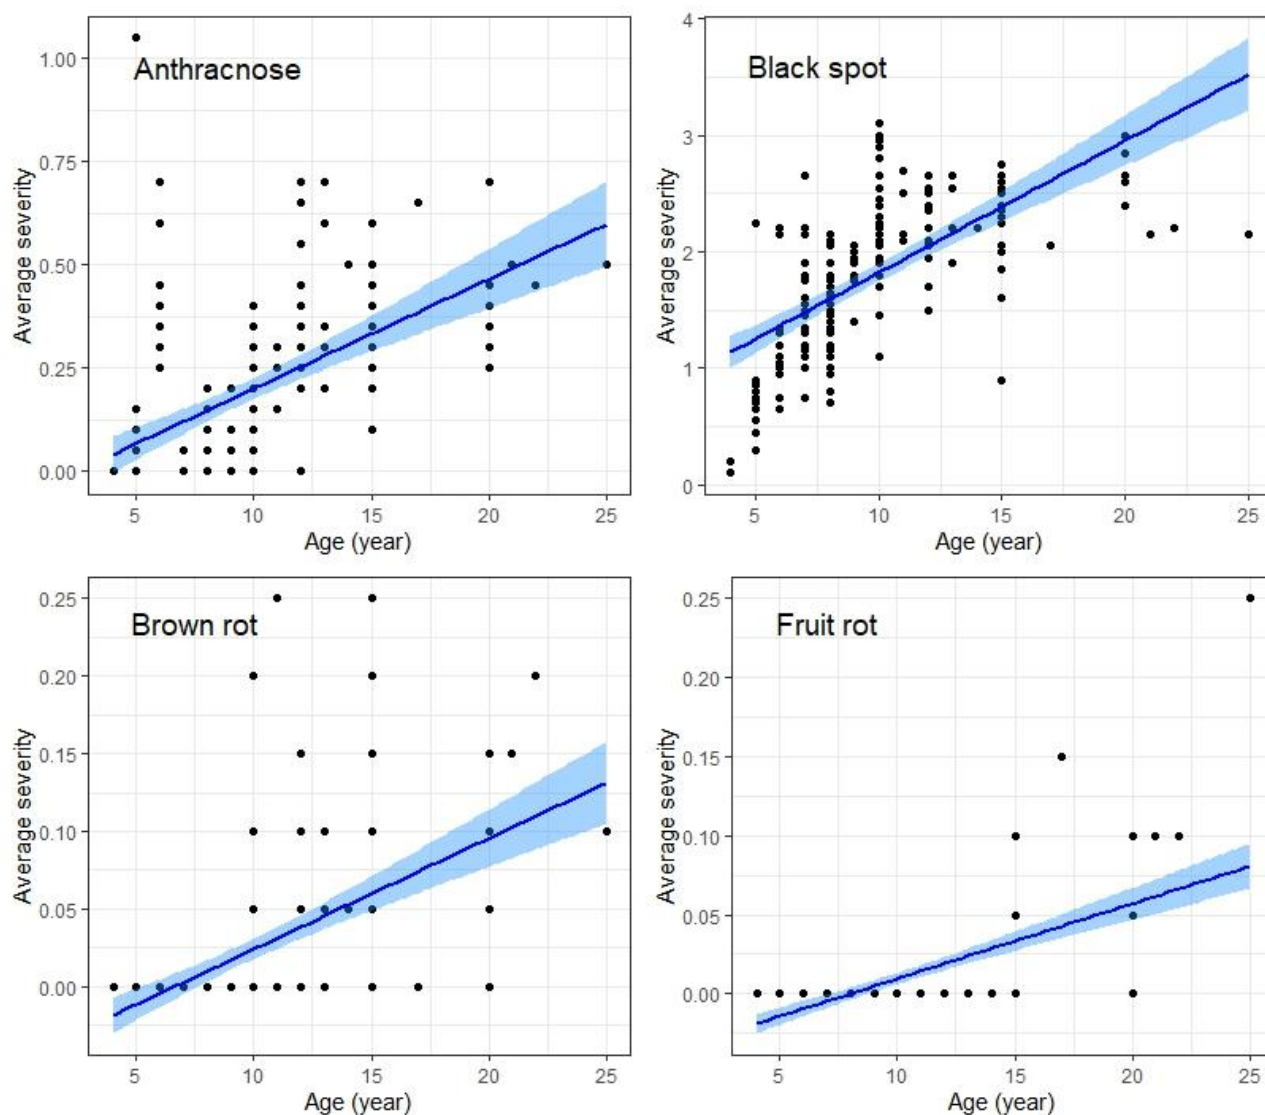 Anthracnose
Average severity
1.00
0.75
0.50
0.25
0.00
5 10 15 20 25
Age (year)
Black spot
Average severity
4
3
2
1
0
5 10 15 20 25
Age (year)
Brown rot
Average severity
0.25
0.20
0.15
0.10
0.05
0.00
5 10 15 20 25
Age (year)
Fruit rot
Average severity
0.25
0.20
0.15
0.10
0.05
0.00
5 10 15 20 25
Age (year)